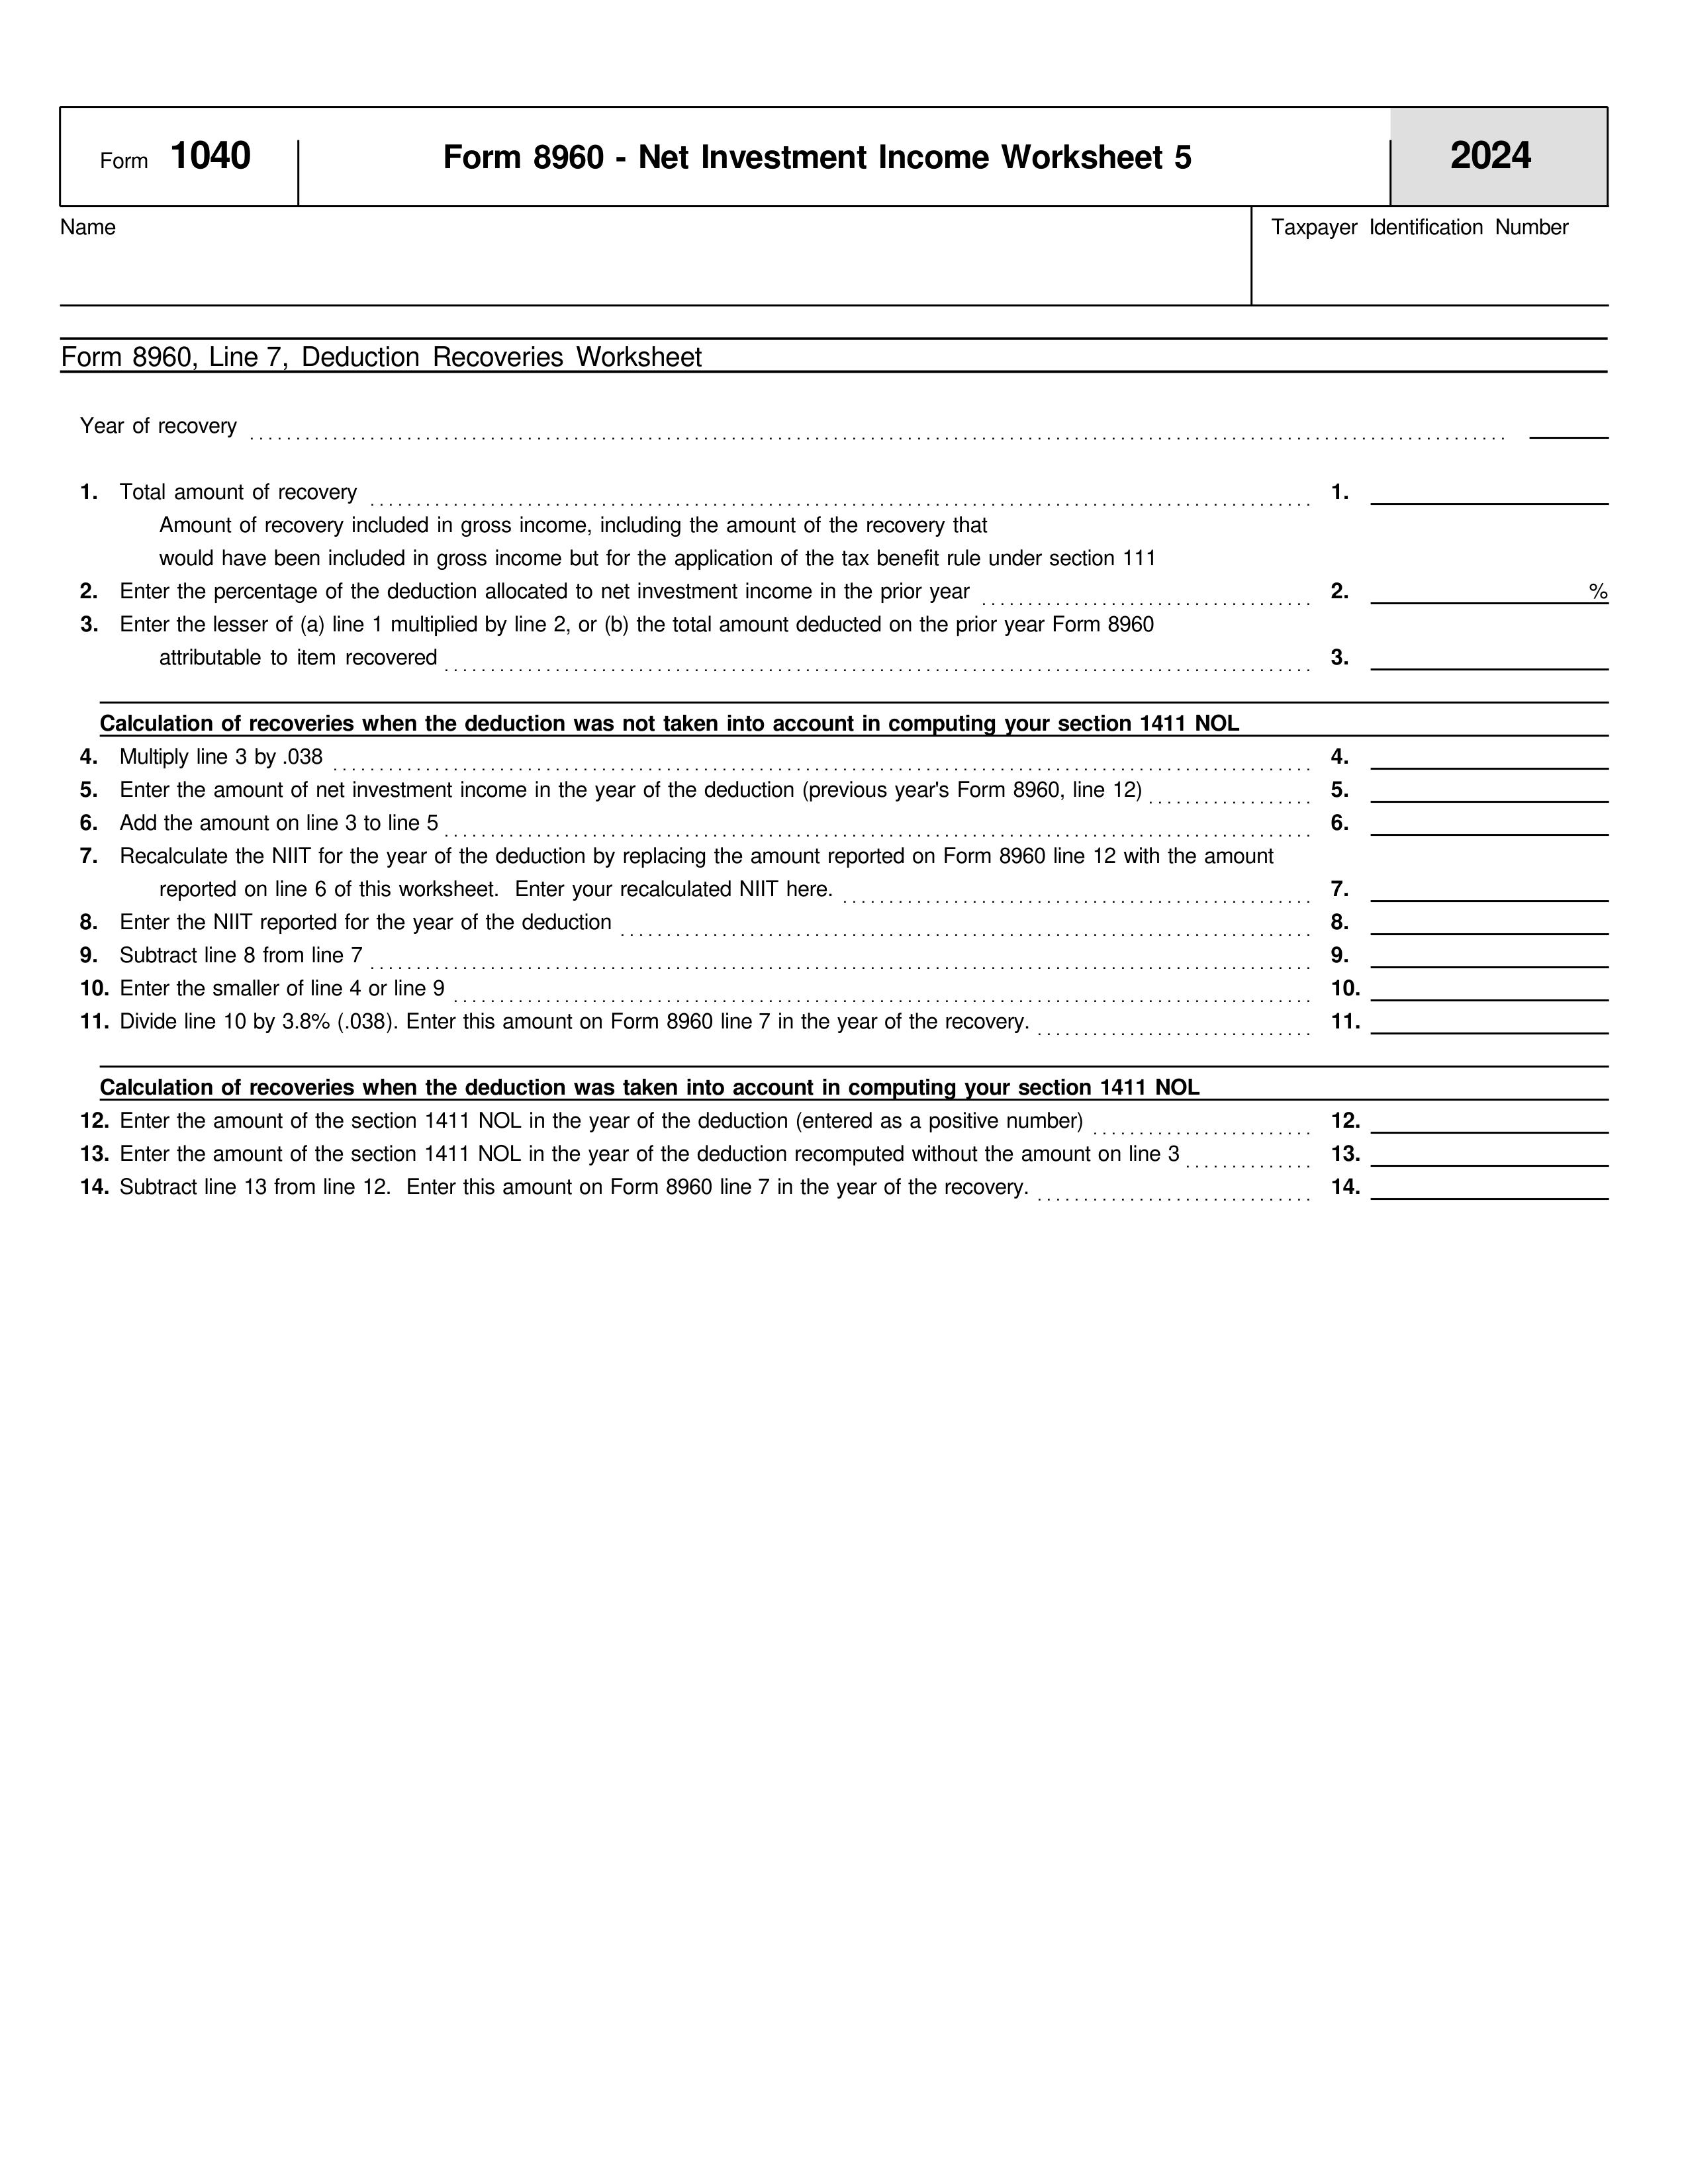 Form 1040 Form 8960 - Net Investment Income Worksheet 5 2024
Name Taxpayer Identification Number
Form 8960, Line 7, Deduction Recoveries Worksheet
Year of recovery
1. Total amount of recovery 1.
Amount of recovery included in gross income, including the amount of the recovery that
would have been included in gross income but for the application of the tax benefit rule under section 111
2. Enter the percentage of the deduction allocated to net investment income in the prior year 2. %
3. Enter the lesser of (a) line 1 multiplied by line 2, or (b) the total amount deducted on the prior year Form 8960
attributable to item recovered 3.
Calculation of recoveries when the deduction was not taken into account in computing your section 1411 NOL
4. Multiply line 3 by .038 4.
5. Enter the amount of net investment income in the year of the deduction (previous year's Form 8960, line 12) 5.
6. Add the amount on line 3 to line 5 6.
7. Recalculate the NIIT for the year of the deduction by replacing the amount reported on Form 8960 line 12 with the amount
reported on line 6 of this worksheet. Enter your recalculated NIIT here. 7.
8. Enter the NIIT reported for the year of the deduction 8.
9. Subtract line 8 from line 7 9.
10. Enter the smaller of line 4 or line 9 10.
11. Divide line 10 by 3.8% (.038). Enter this amount on Form 8960 line 7 in the year of the recovery. 11.
Calculation of recoveries when the deduction was taken into account in computing your section 1411 NOL
12. Enter the amount of the section 1411 NOL in the year of the deduction (entered as a positive number) 12.
13. Enter the amount of the section 1411 NOL in the year of the deduction recomputed without the amount on line 3 13.
14. Subtract line 13 from line 12. Enter this amount on Form 8960 line 7 in the year of the recovery. 14.